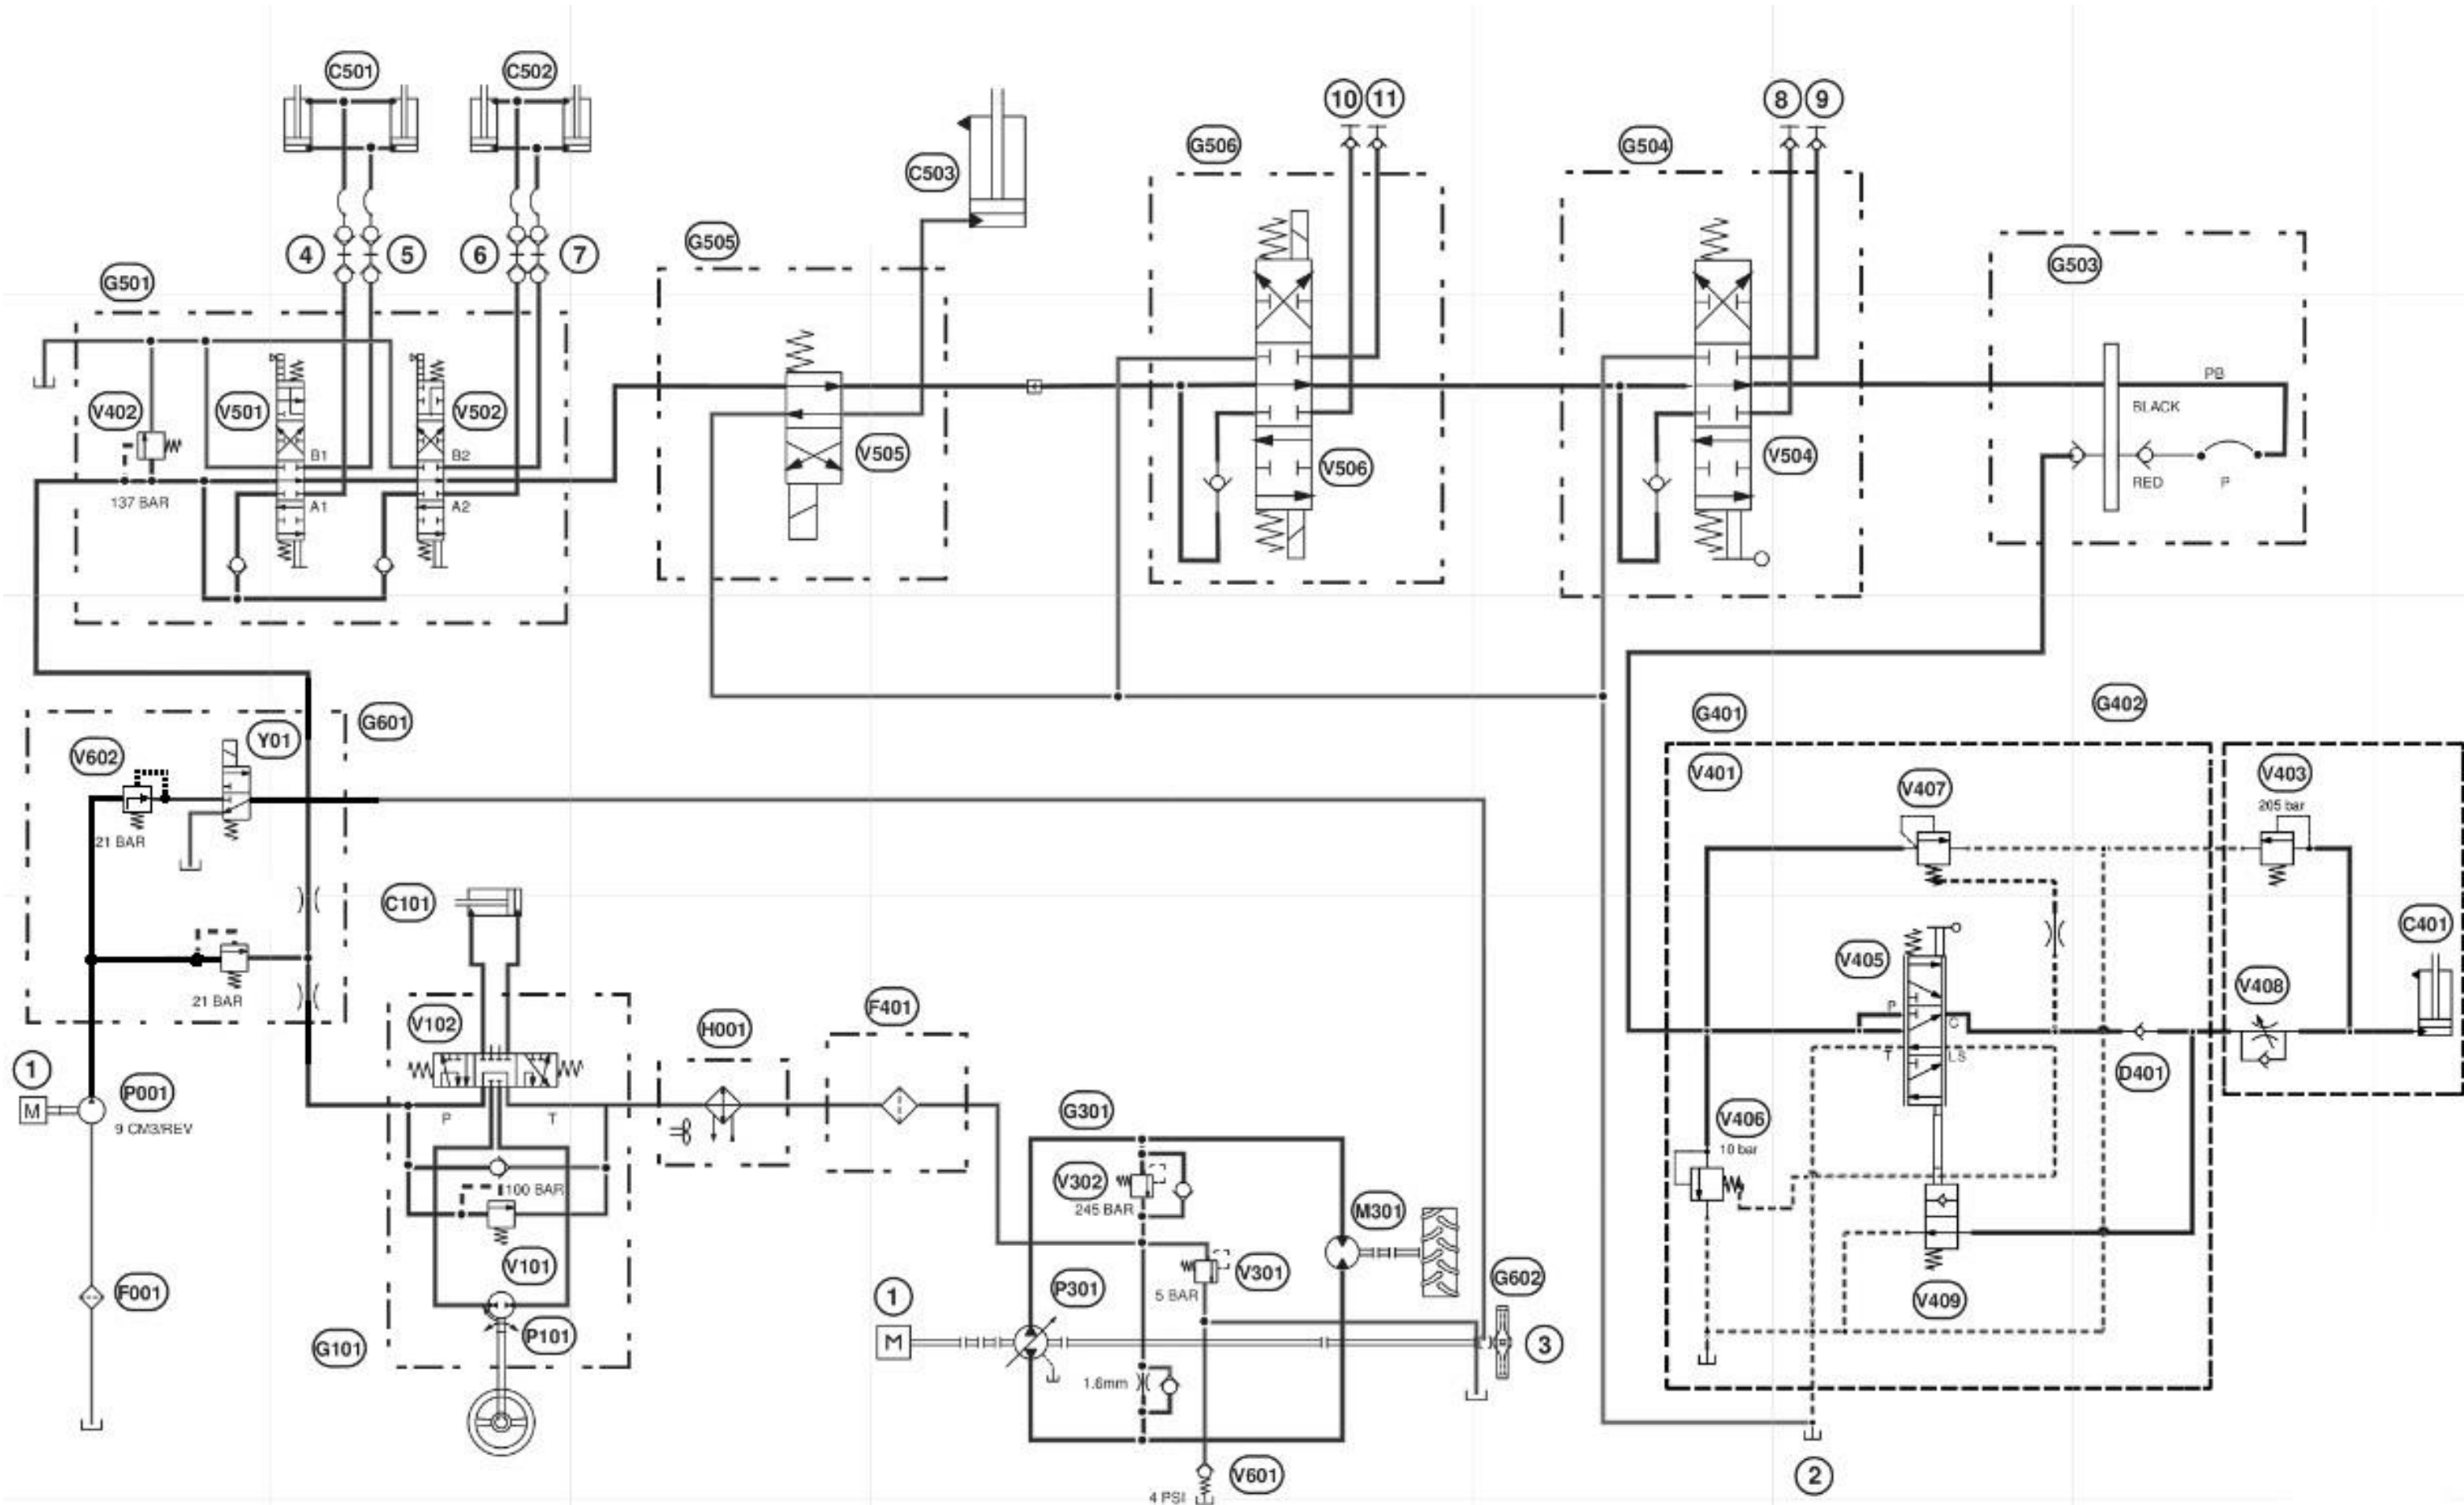 C501
C502
10
11
8
9
C503
G506
G504
4
5
6
7
G505
G503
G501
PB
V402
V501
V502
BLACK
B1
B2
V505
V506
V504
RED
P
137 BAR
A1
A2
G601
G402
G401
V602
Y01
V401
V403
V407
205 bar
21 BAR
C101
C401
V405
V408
21 BAR
F401
P
V102
H001
C
T
LS
1
P001
D401
M
9 CM3/REV
P
T
G301
V406
10 bar
V302
100 BAR
245 BAR
M301
V101
V301
G602
P301
5 BAR
F001
1
V409
P101
M
3
G101
1.6mm
V601
2
4 PSI